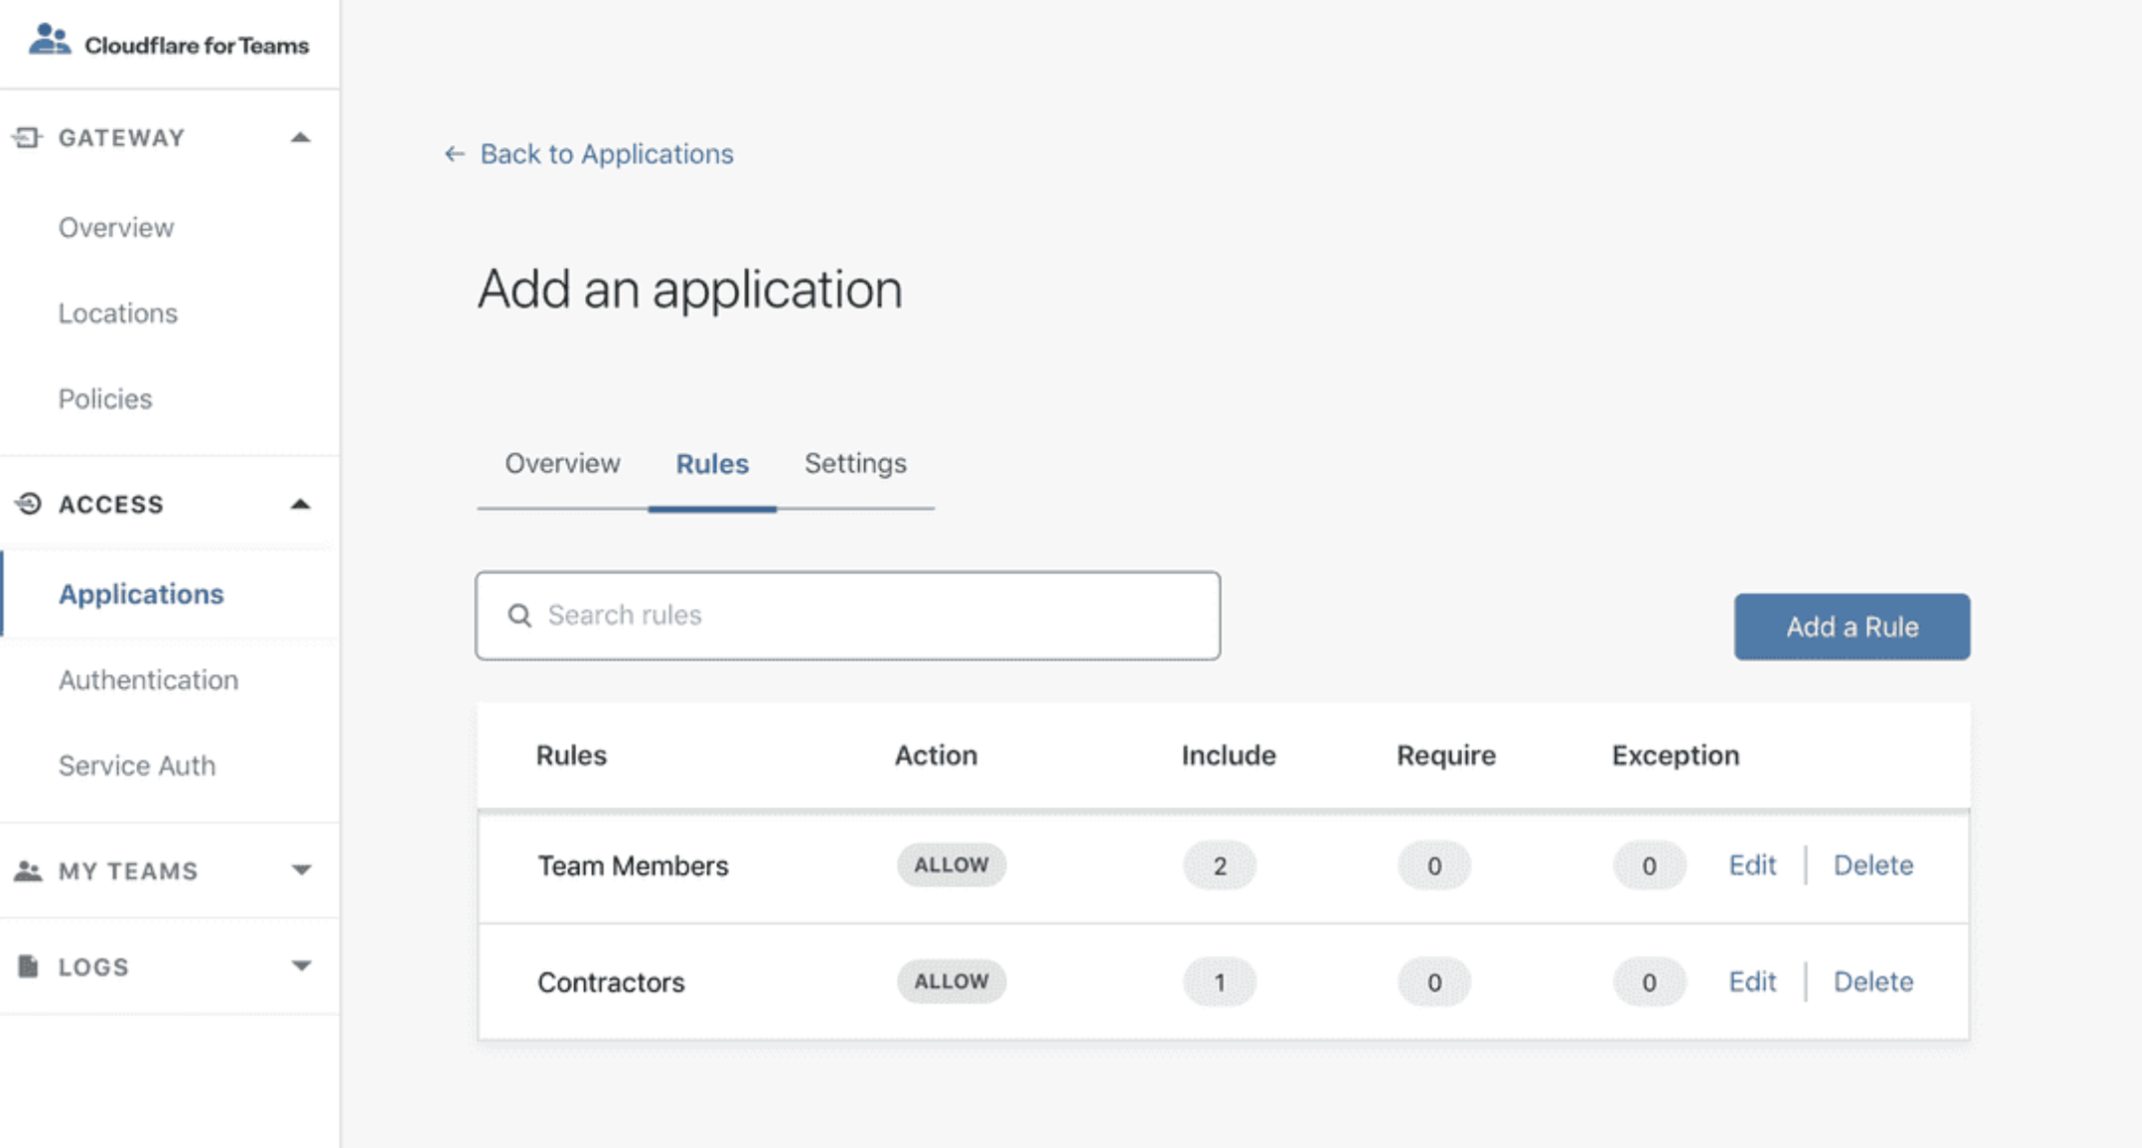 Cloudflare for Teams
GATEWAY
Overview
Locations
Policies
ACCESS
Applications
Authentication
Service Auth
MY TEAMS
LOGS
← Back to Applications
Add an application
Overview Rules Settings
Search rules
Add a Rule
Rules Action Include Require Exception
Team Members ALLOW 2 0 0 Edit Delete
Contractors ALLOW 1 0 0 Edit Delete